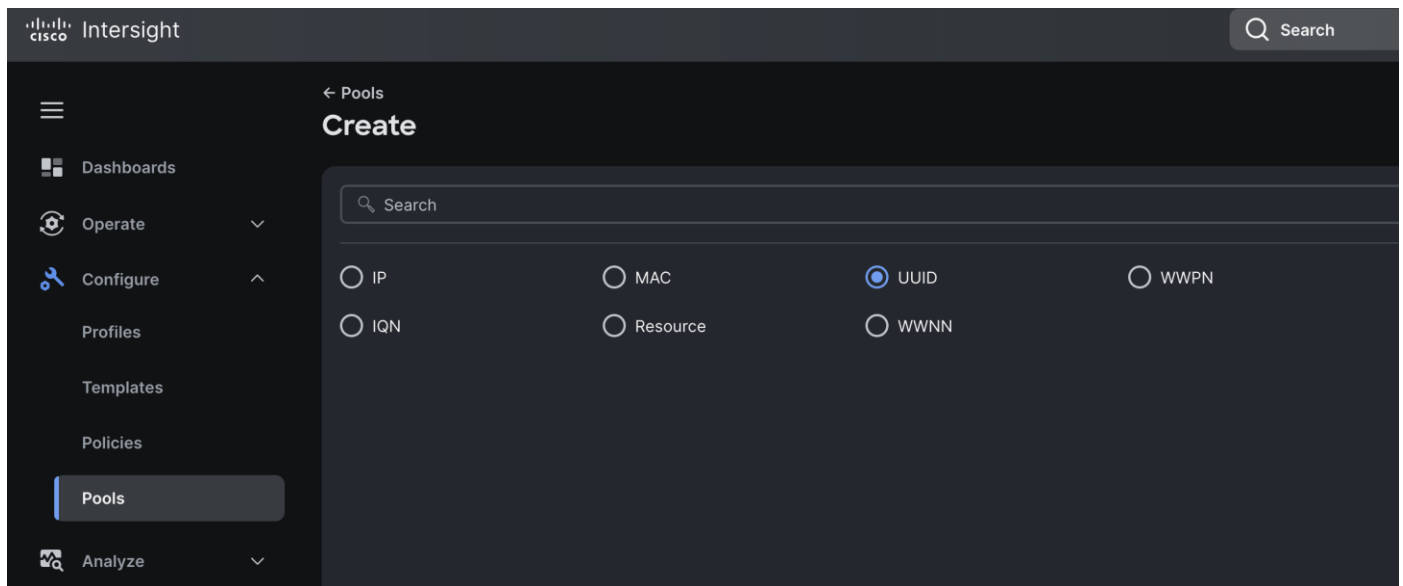 cisco Intersight
Search
← Pools
Create
Dashboards
Search
Operate
Configure
IP
MAC
UUID
WWPN
Profiles
IQN
Resource
WWNN
Templates
Policies
Pools
Analyze